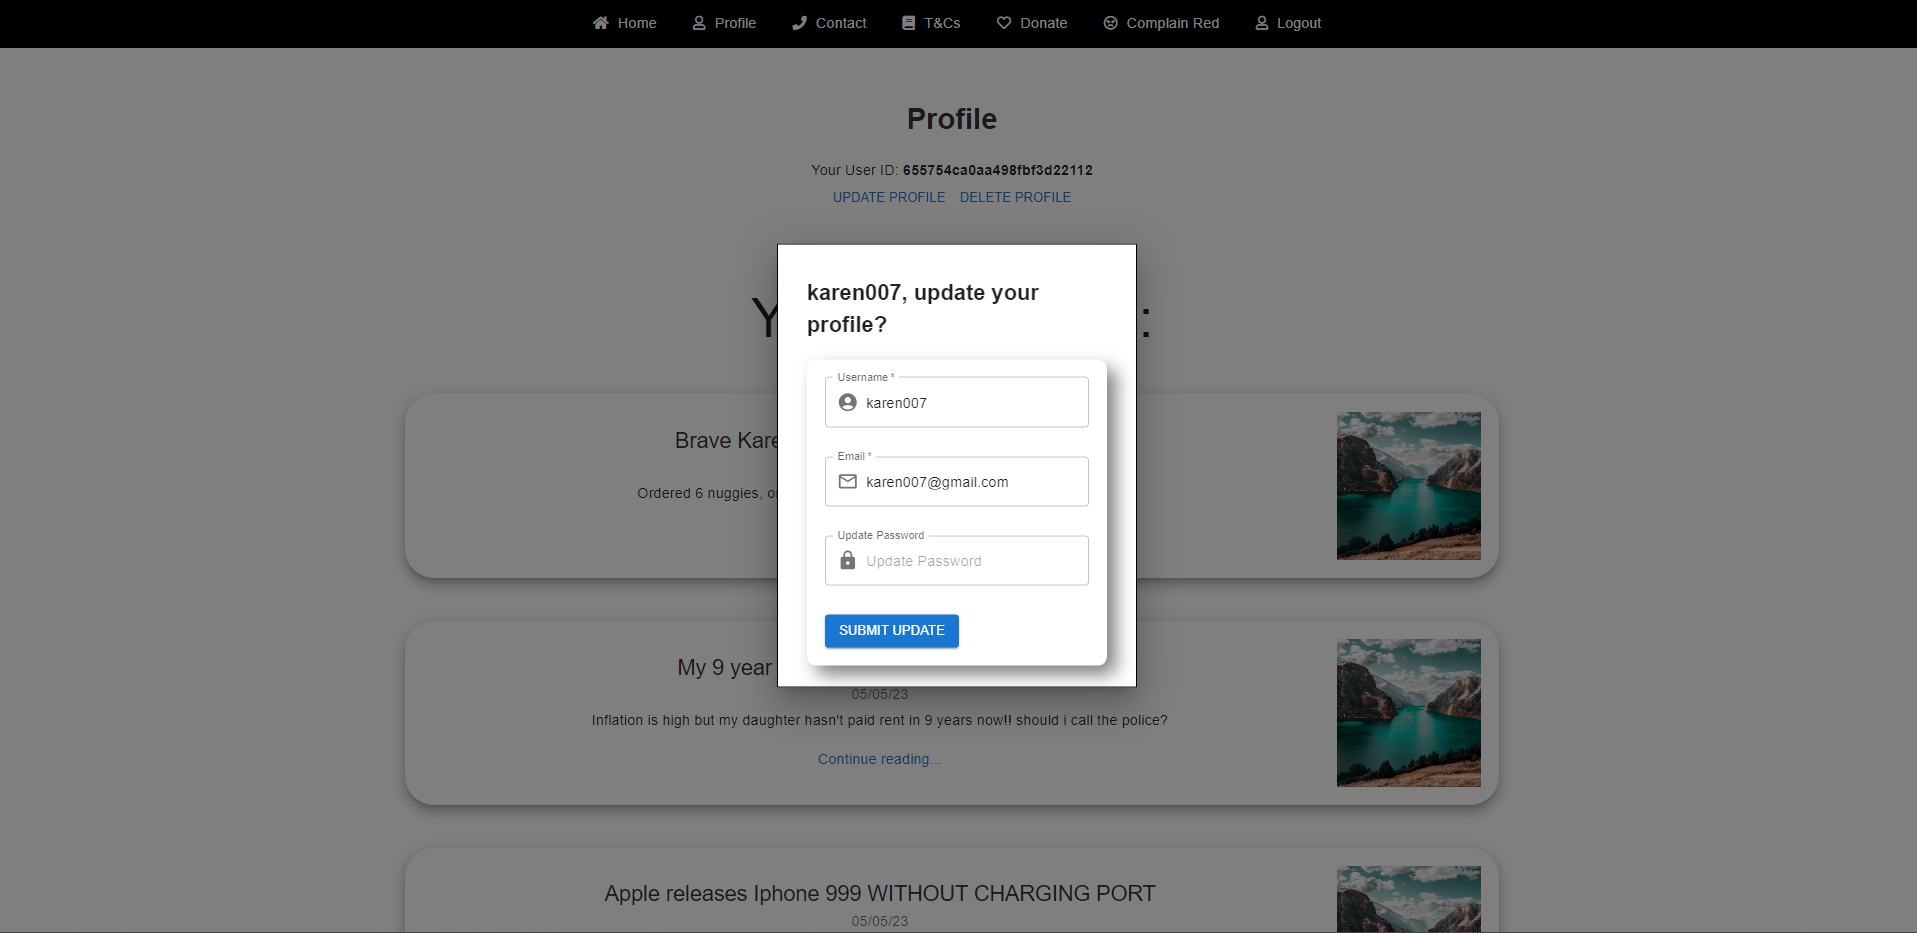 Home Profile Contact T&Cs Donate Complain Red Logout
Profile
Your User ID: 655754ca0aa498fbf3d22112
UPDATE PROFILE DELETE PROFILE
karen007, update your
profile?
Username *
karen007
Email *
karen007@gmail.com
Update Password
Update Password
SUBMIT UPDATE
Brave
Ordered 6 nuggies,
My 9 year
05/05/23
Inflation is high but my daughter hasn't paid rent in 9 years now!! should i call the police?
Continue reading...
Apple releases Iphone 999 WITHOUT CHARGING PORT
05/05/23